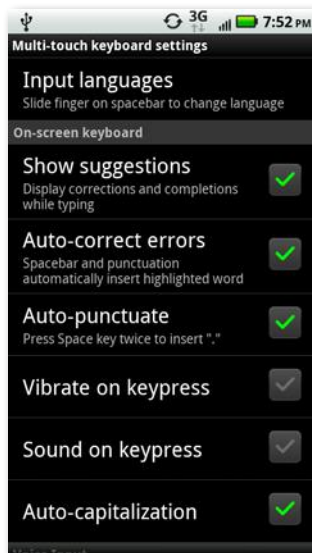 3G 7:52 PM
Multi-touch keyboard settings
Input languages
Slide finger on spacebar to change language
On-screen keyboard
Show suggestions
Display corrections and completions
while typing
Auto-correct errors
Spacebar and punctuation
automatically insert highlighted word
Auto-punctuate
Press Space key twice to insert "."
Vibrate on keypress
Sound on keypress
Auto-capitalization